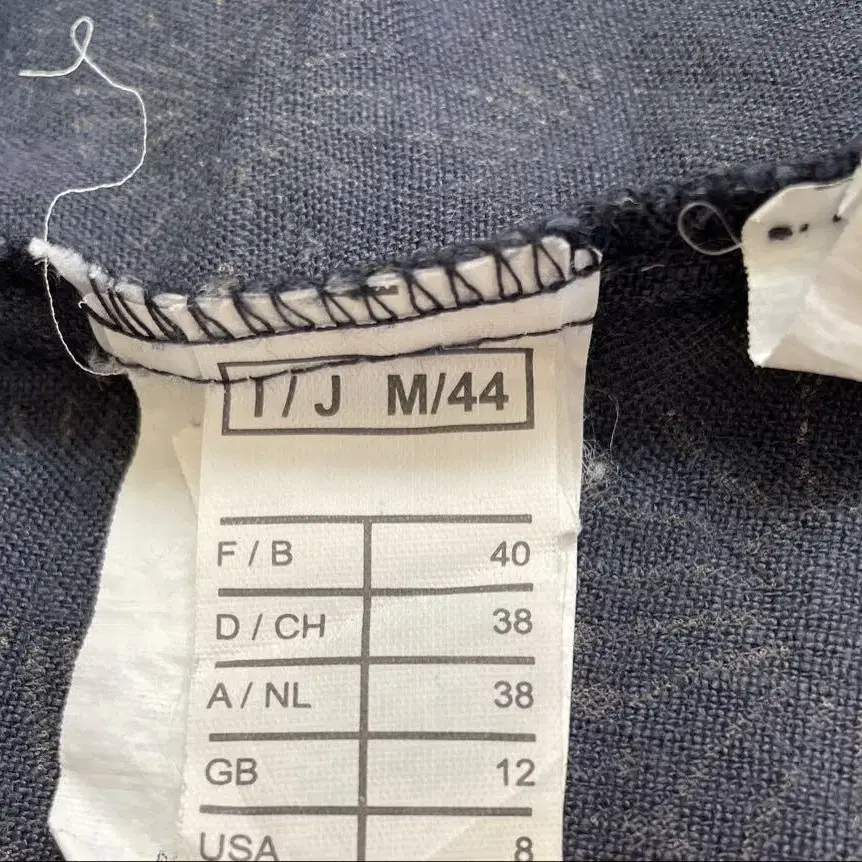 I / J M/44
F / B 40
D / CH 38
A / NL 38
GB 12
USA 8